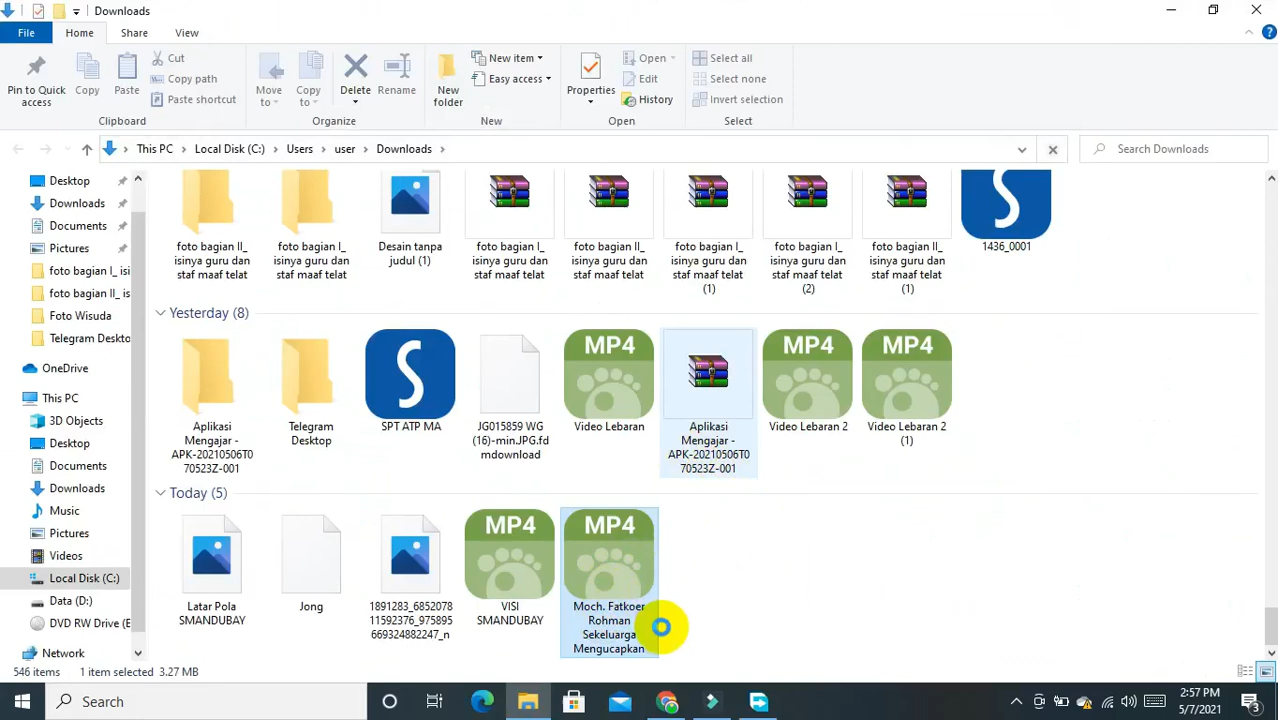 Downloads
File
Home
Share
View
Pin to Quick access
Copy
Paste
Cut
Copy path
Paste shortcut
Clipboard
Move to
Copy to
Delete
Rename
Organize
New folder
New item
Easy access
New
Properties
Open
Edit
History
Open
Select all
Select none
Invert selection
Select
This PC
Local Disk (C:)
Users
user
Downloads
Search Downloads
Desktop
Downloads
Documents
Pictures
foto bagian I_ isi
foto bagian II_ is
Foto Wisuda
Telegram Deskto
OneDrive
This PC
3D Objects
Desktop
Documents
Downloads
Music
Pictures
Videos
Local Disk (C:)
Data (D:)
DVD RW Drive (E
Network
foto bagian II_
isinya guru dan
staf maaf telat
foto bagian I_
isinya guru dan
staf maaf telat
Desain tanpa
judul (1)
foto bagian I_
isinya guru dan
staf maaf telat
foto bagian II_
isinya guru dan
staf maaf telat
foto bagian I_
isinya guru dan
staf maaf telat
(1)
foto bagian I_
isinya guru dan
staf maaf telat
(2)
foto bagian II_
isinya guru dan
staf maaf telat
(1)
S
1436_0001
Yesterday (8)
Aplikasi
Mengajar -
APK-20210506T0
70523Z-001
Telegram
Desktop
S
SPT ATP MA
JG015859 WG
(16)-min.JPG.fd
mdownload
MP4
Video Lebaran
Aplikasi
Mengajar -
APK-20210506T0
70523Z-001
MP4
Video Lebaran 2
MP4
Video Lebaran 2
(1)
Today (5)
Latar Pola
SMANDUBAY
Jong
1891283_6852078
11592376_975895
669324882247_n
MP4
VISI
SMANDUBAY
MP4
Moch. Fatkoer
Rohman
Sekeluarga
Mengucapkan
546 items
1 item selected 3.27 MB
Search
2:57 PM
5/7/2021
3